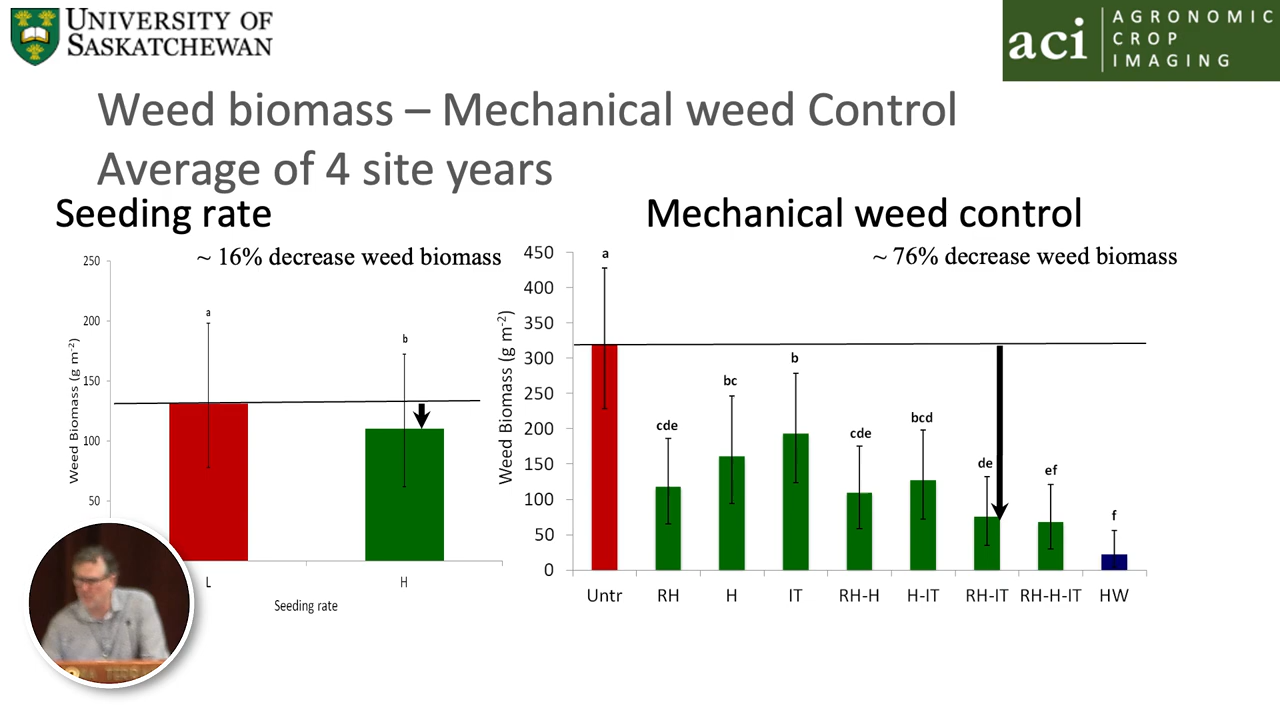 UNIVERSITY OF
SASKATCHEWAN
aci
AGRONOMIC
CROP
IMAGING
Weed biomass – Mechanical weed Control
Average of 4 site years
Seeding rate
~ 16% decrease weed biomass
Weed Biomass (g m-2)
250
200
150
100
50
a
b
L
H
Seeding rate
Mechanical weed control
~ 76% decrease weed biomass
Weed Biomass (g m-2)
450
400
350
300
250
200
150
100
50
0
a
cde
bc
b
cde
bcd
de
ef
f
Untr RH H IT RH-H H-IT RH-IT RH-H-IT HW